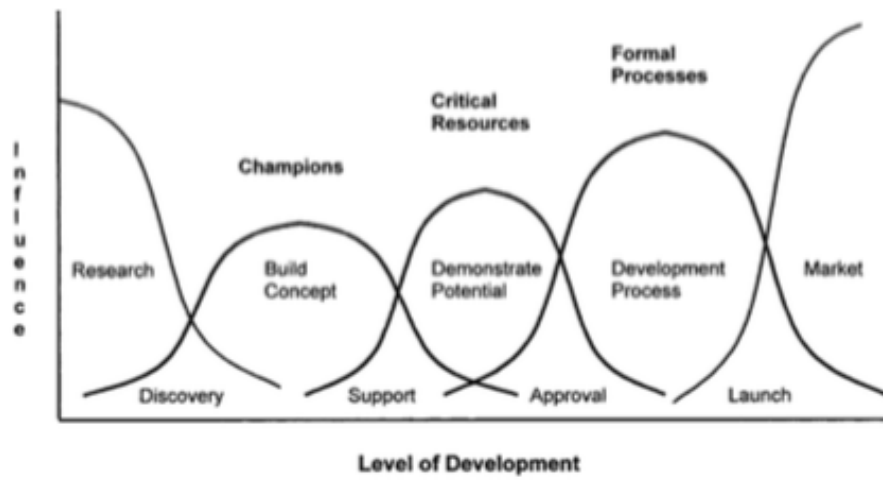 Formal
Processes
Critical
Resources
Champions
Influence
Research
Build
Concept
Demonstrate
Potential
Development
Process
Market
Discovery
Support
Approval
Launch
Level of Development